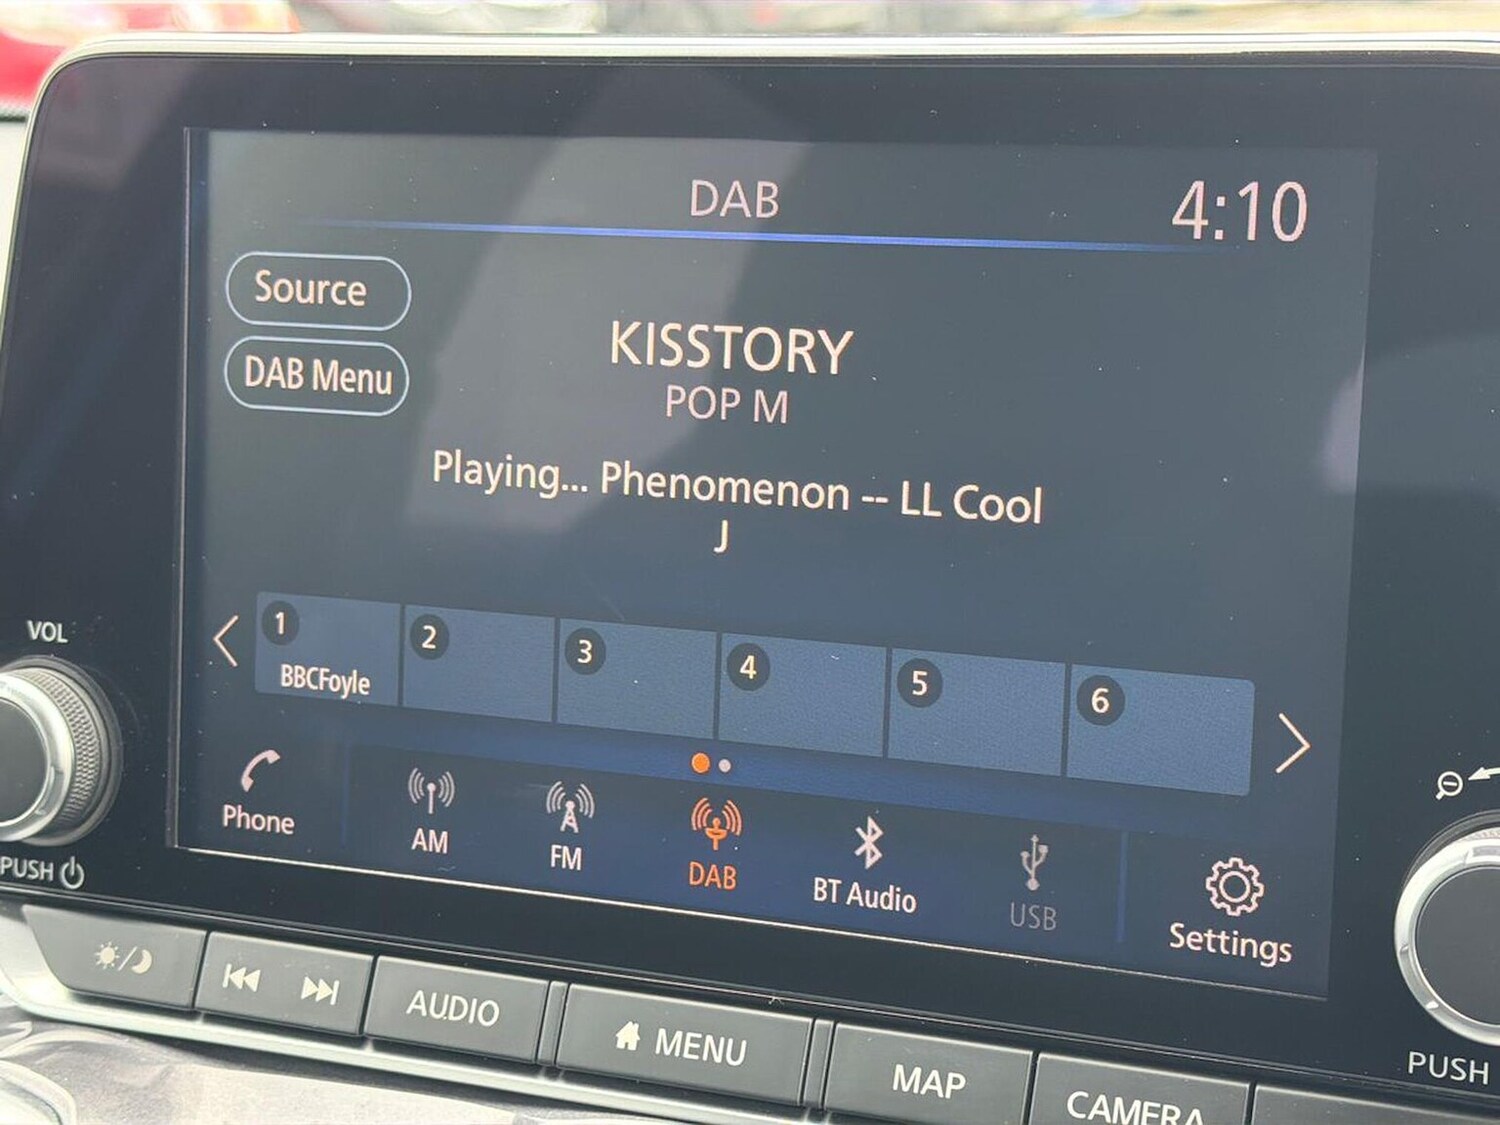 DAB
4:10
Source
DAB Menu
KISSTORY
POP M
Playing... Phenomenon -- LL Cool
J
1
BBCFoyle
2
3
4
5
6
VOL
PUSH
Phone
AM
FM
DAB
BT Audio
USB
Settings
AUDIO
MENU
MAP
CAMERA
PUSH